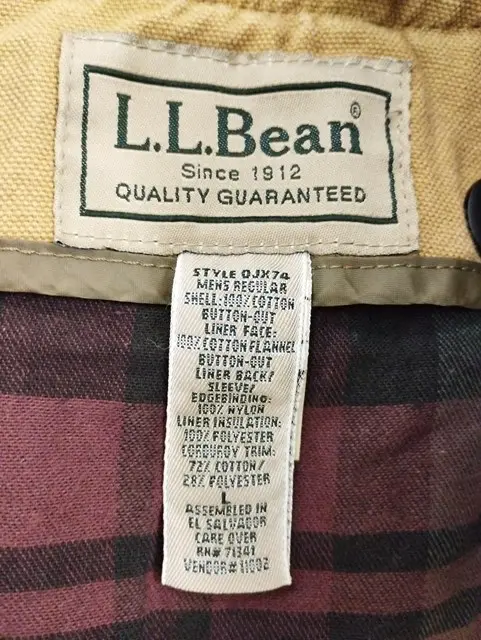 L.L.Bean®
Since 1912
QUALITY GUARANTEED
STYLE 0JX74
MENS REGULAR
SHELL: 100% COTTON
BUTTON-OUT
LINER FACE:
100% COTTON FLANNEL
BUTTON-OUT
LINER BACK/
SLEEVE/
EDGEBINDING:
100% NYLON
LINER INSULATION:
100% POLYESTER
CORDUROY TRIM:
72% COTTON/
28% POLYESTER
L
ASSEMBLED IN
EL SALVADOR
CARE OVER
RN# 71341
VENDOR# 11002